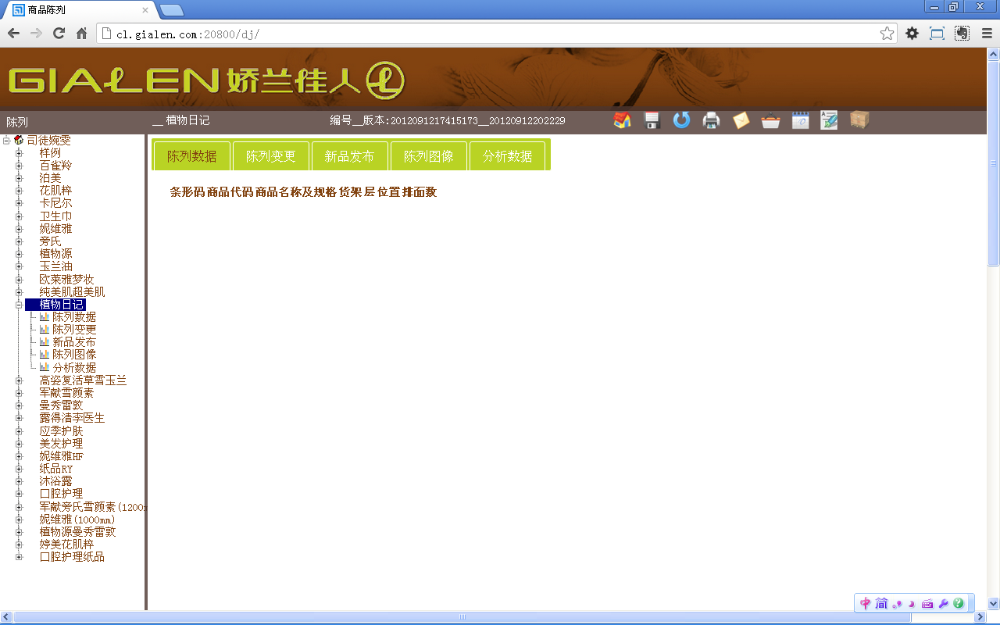 商品陈列
cl.gialen.com:20800/dj/
GIALEN 娇兰佳人
陈列
__ 植物日记
编号__版本:2012091217415173__20120912202229
司徒婉雯
样例
百雀羚
泊美
花肌粹
卡尼尔
卫生巾
妮维雅
旁氏
植物源
玉兰油
欧莱雅梦妆
纯美肌超美肌
植物日记
陈列数据
陈列变更
新品发布
陈列图像
分析数据
高姿复活草雪玉兰
军献雪颜素
曼秀雷敦
露得清李医生
应季护肤
美发护理
妮维雅HF
纸品RY
沐浴露
口腔护理
军献旁氏雪颜素(1200m
妮维雅(1000mm)
植物源曼秀雷敦
婷美花肌粹
口腔护理纸品
陈列数据 陈列变更 新品发布 陈列图像 分析数据
条形码 商品代码 商品名称及规格 货架 层 位置 排面数
中 简